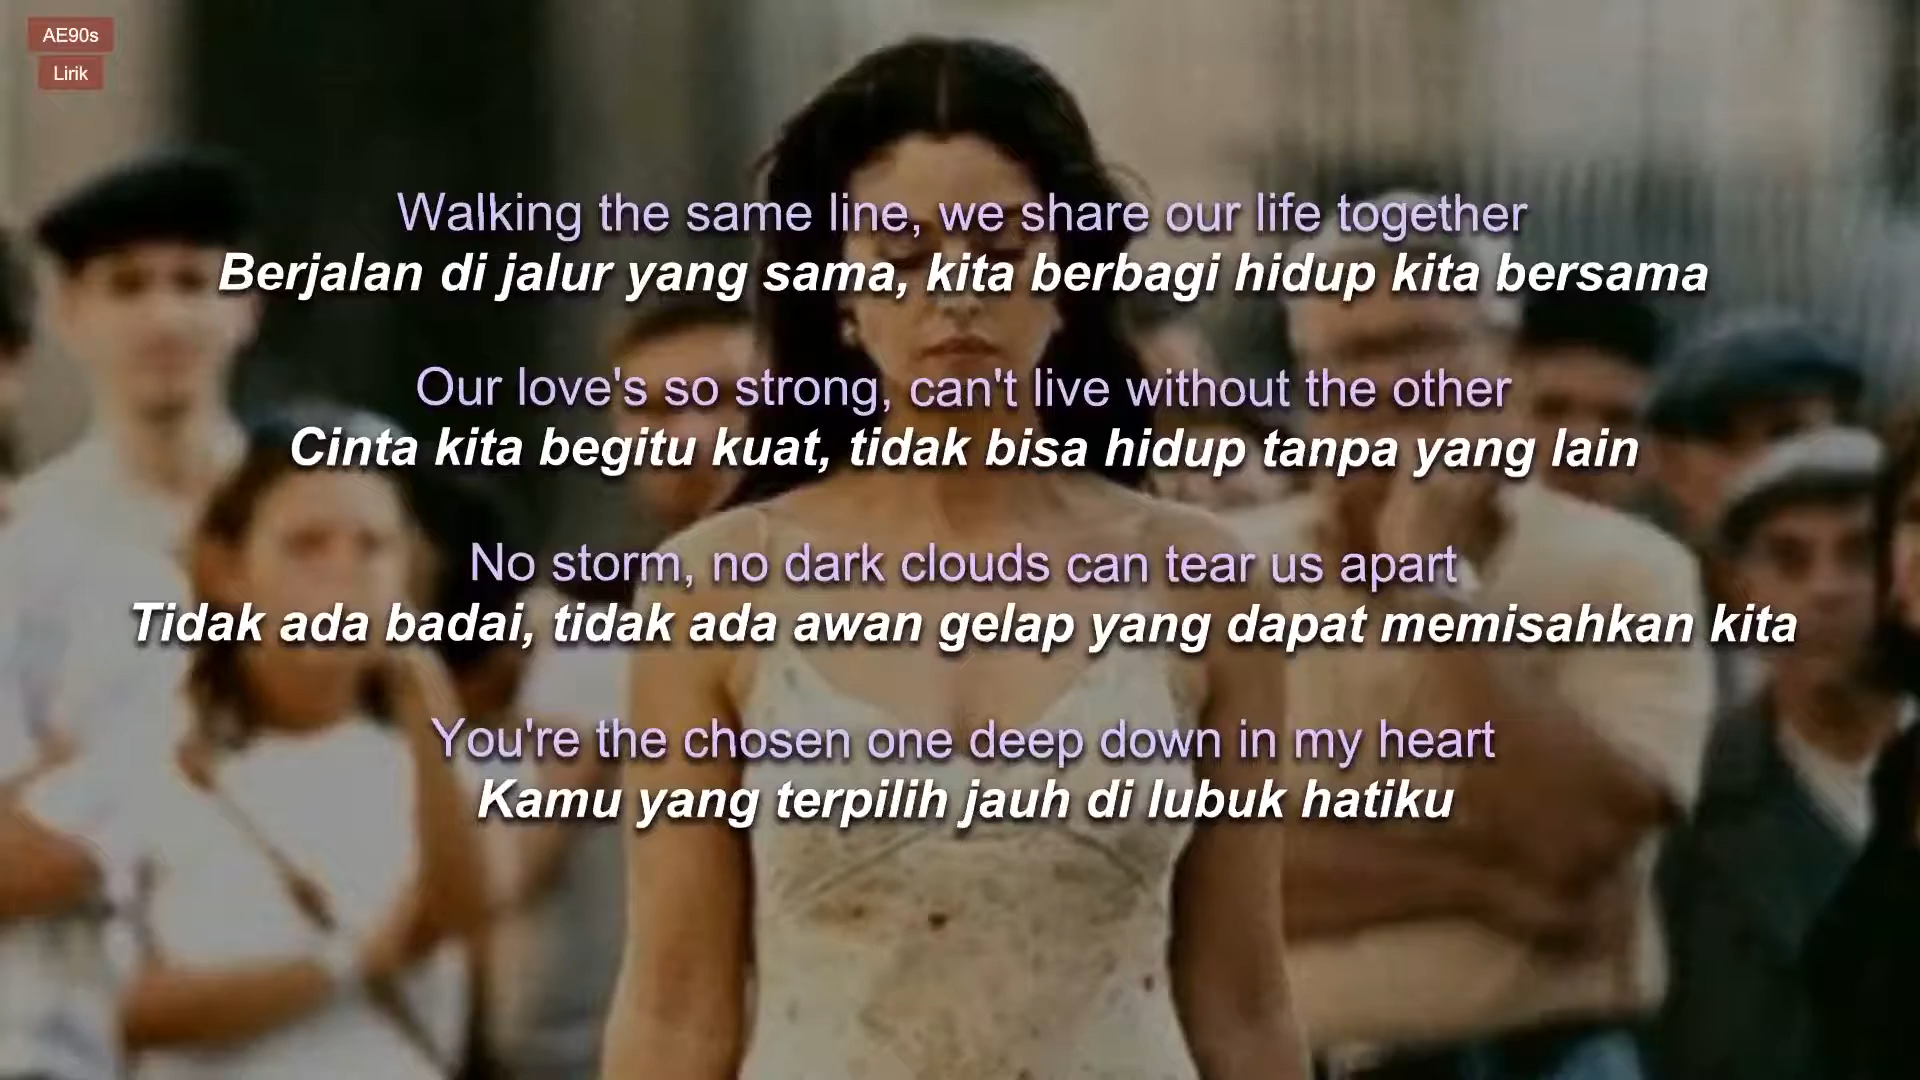 AE90s
Lirik
Walking the same line, we share our life together
Berjalan di jalur yang sama, kita berbagi hidup kita bersama
Our love's so strong, can't live without the other
Cinta kita begitu kuat, tidak bisa hidup tanpa yang lain
No storm, no dark clouds can tear us apart
Tidak ada badai, tidak ada awan gelap yang dapat memisahkan kita
You're the chosen one deep down in my heart
Kamu yang terpilih jauh di lubuk hatiku